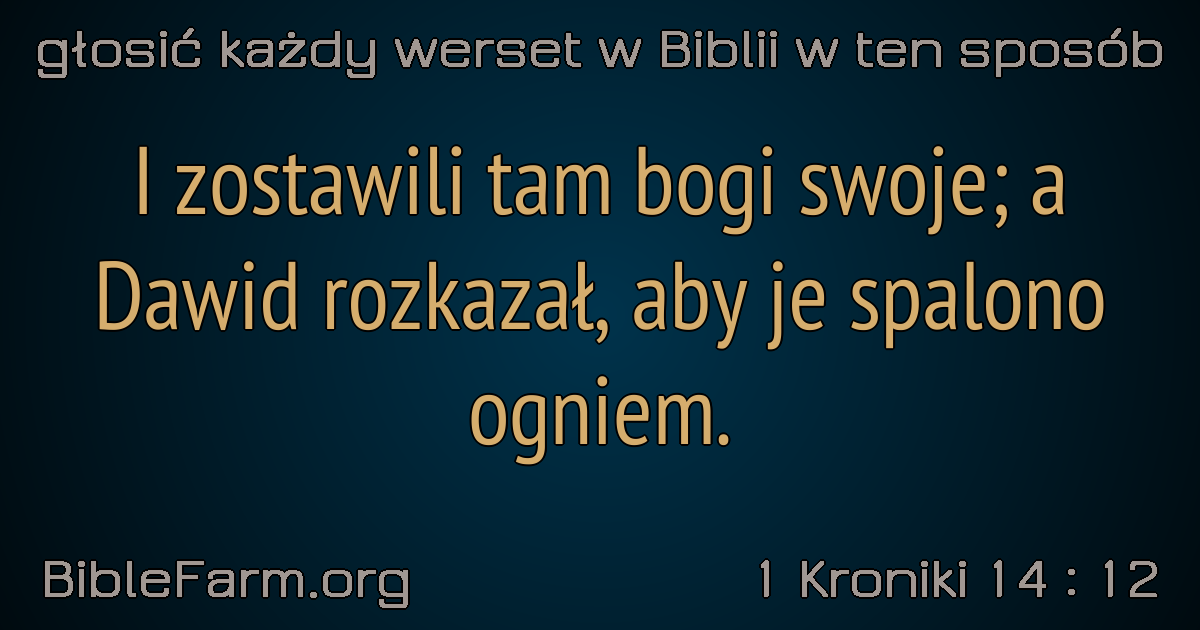 głosić każdy werset w Biblii w ten sposób
I zostawili tam bogi swoje; a
Dawid rozkazał, aby je spalono
ogniem.
BibleFarm.org
1 Kroniki 14 : 12